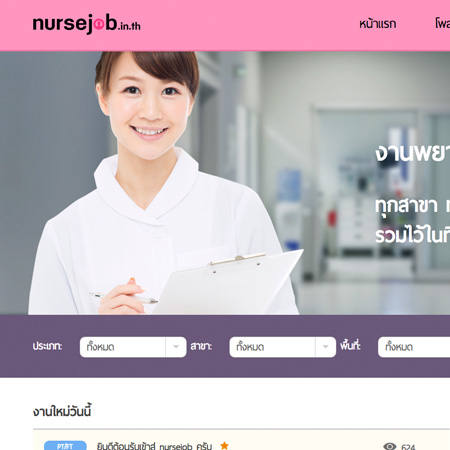 nursejob.in.th
หน้าแรก
งานพยา
ทุกสาขา
รวมไว้ในที่
ประเภท: ทั้งหมด สาขา: ทั้งหมด พื้นที่: ทั้งหมด
งานใหม่วันนี้
PT/FT ยินดีต้อนรับเข้าสู่ nursejob ครับ 624